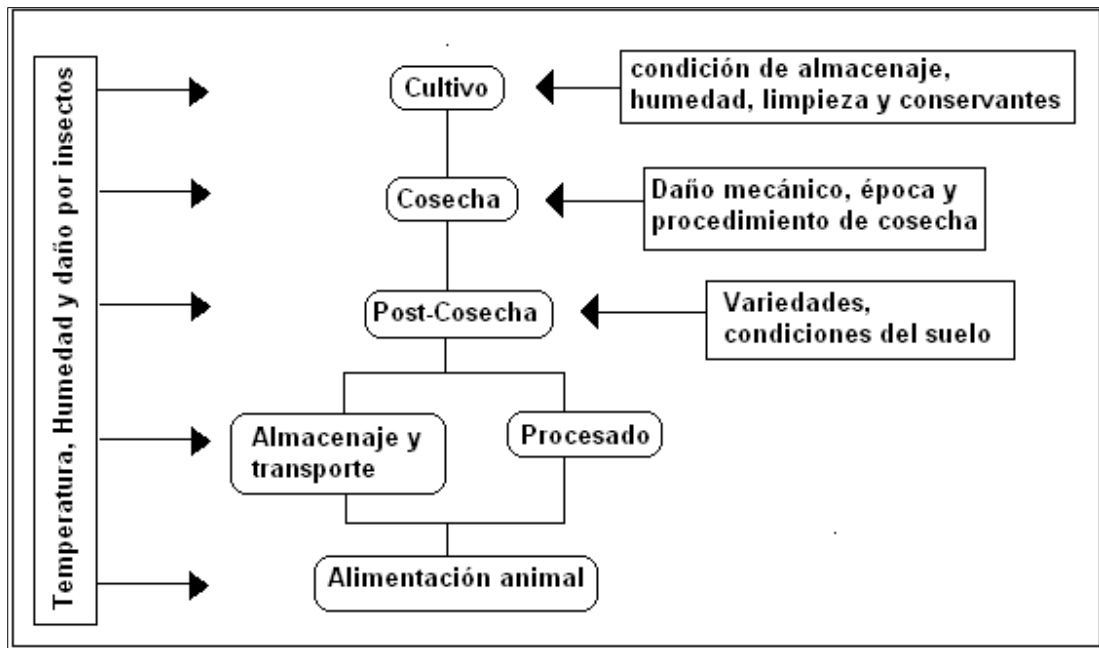 Temperatura, Humedad y daño por insectos
Cultivo
condición de almacenaje,
humedad, limpieza y conservantes
Cosecha
Daño mecánico, época y
procedimiento de cosecha
Post-Cosecha
Variedades,
condiciones del suelo
Almacenaje y
transporte
Procesado
Alimentación animal